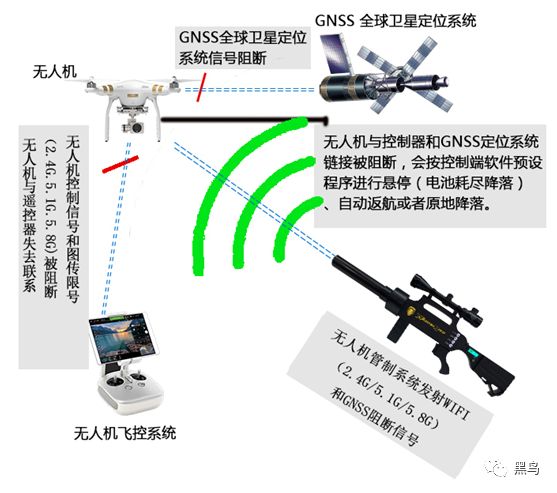 GNSS 全球卫星定位系统
GNSS全球卫星定位
系统信号阻断
无人机
无人机与控制器和GNSS定位系统
链接被阻断，会按控制端软件预设
程序进行悬停（电池耗尽降落）
、自动返航或者原地降落。
无人机控制信号和图传限号
(2.4G.5.1G.5.8G)被阻断
无人机与遥控器失去联系
无人机管制系统发射WIFI
（2.4G/5.1G/5.8G）
和GNSS阻断信号
无人机飞控系统
黑鸟